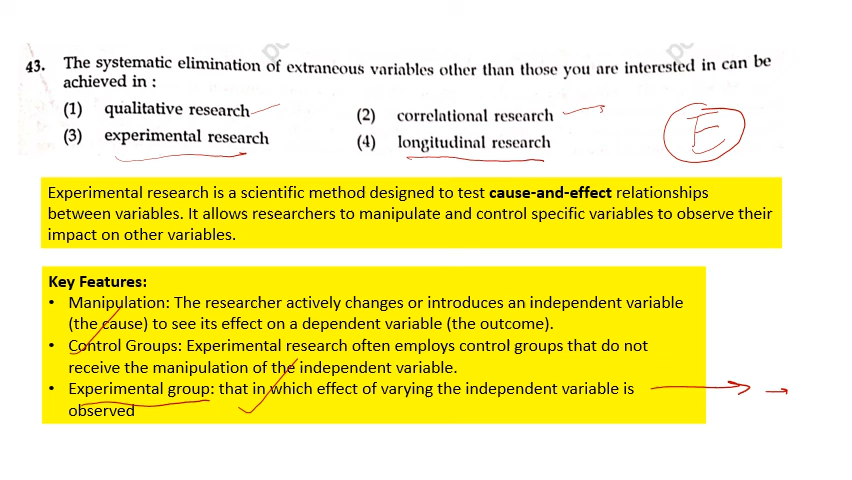 43. The systematic elimination of extraneous variables other than those you are interested in can be
achieved in :
(1) qualitative research (2) correlational research
(3) experimental research (4) longitudinal research
E
Experimental research is a scientific method designed to test cause-and-effect relationships
between variables. It allows researchers to manipulate and control specific variables to observe their
impact on other variables.
Key Features:
• Manipulation: The researcher actively changes or introduces an independent variable
(the cause) to see its effect on a dependent variable (the outcome).
• Control Groups: Experimental research often employs control groups that do not
receive the manipulation of the independent variable.
• Experimental group: that in which effect of varying the independent variable is
observed